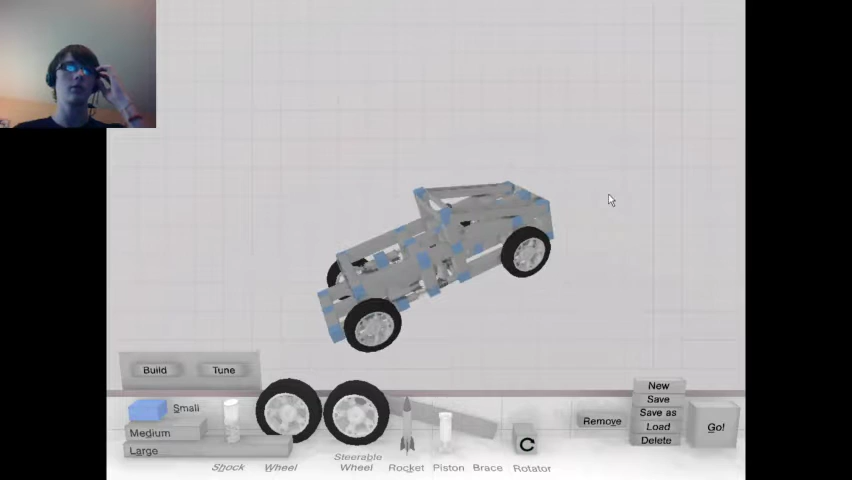 Build
Tune
Small
Medium
Large
Shock
Wheel
Steerable
Wheel
Rocket
Piston
Brace
Rotator
C
Remove
New
Save
Save as
Load
Delete
Go!